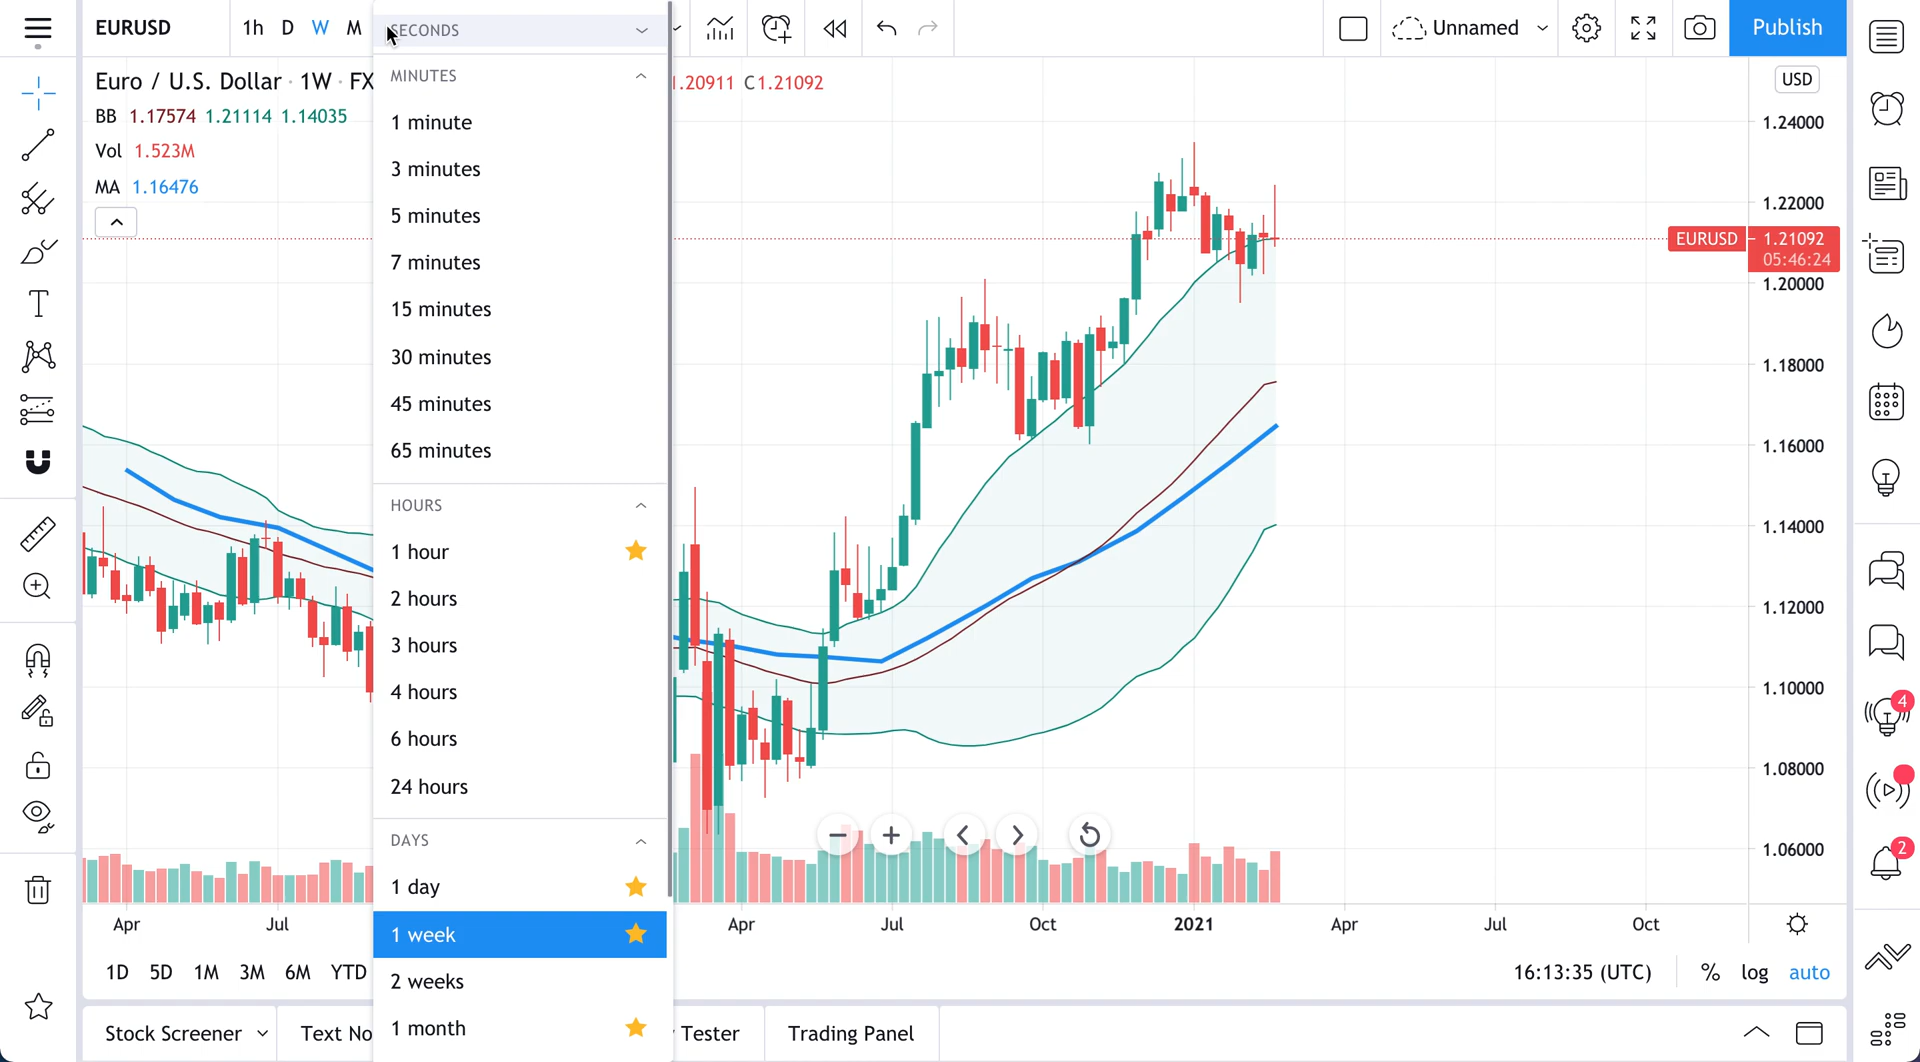 EURUSD
1h D W M
Unnamed
Publish
Euro / U.S. Dollar · 1W · FX
1.20911 C1.21092
BB 1.17574 1.21114 1.14035
Vol 1.523M
MA 1.16476
SECONDS
MINUTES
1 minute
3 minutes
5 minutes
7 minutes
15 minutes
30 minutes
45 minutes
65 minutes
HOURS
1 hour
2 hours
3 hours
4 hours
6 hours
24 hours
DAYS
1 day
1 week
2 weeks
1 month
USD
1.24000
1.22000
EURUSD 1.21092
05:46:24
1.20000
1.18000
1.16000
1.14000
1.12000
1.10000
1.08000
1.06000
Apr Jul Apr Jul Oct 2021 Apr Jul Oct
1D 5D 1M 3M 6M YTD
16:13:35 (UTC) % log auto
Stock Screener Text No Tester Trading Panel
4
2